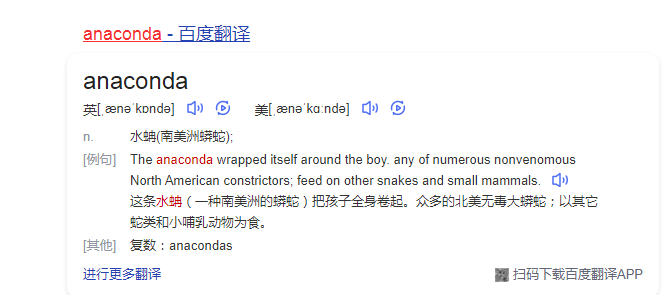 anaconda - 百度翻译
anaconda
英[ˌænəˈkɒndə] 美[ˌænəˈkɑːndə]
n. 水蚺(南美洲蟒蛇);
[例句] The anaconda wrapped itself around the boy. any of numerous nonvenomous
North American constrictors; feed on other snakes and small mammals.
这条水蚺（一种南美洲的蟒蛇）把孩子全身卷起。众多的北美无毒大蟒蛇；以其它
蛇类和小哺乳动物为食。
[其他] 复数：anacondas
进行更多翻译 扫码下载百度翻译APP